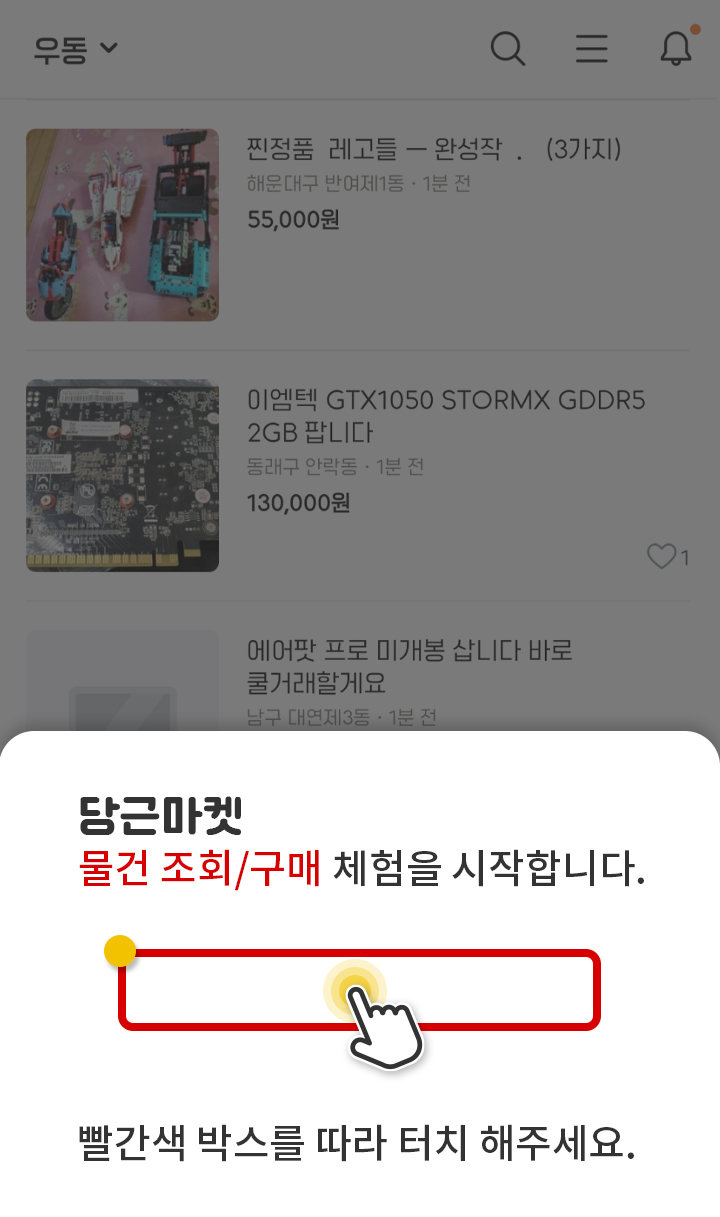 우동
찐정품 레고들 ㅡ 완성작 . (3가지)
해운대구 반여제1동 · 1분 전
55,000원
이엠텍 GTX1050 STORMX GDDR5
2GB 팝니다
동래구 안락동 · 1분 전
130,000원
1
에어팟 프로 미개봉 삽니다 바로
쿨거래할게요
남구 대연제3동 · 1분 전
당근마켓
물건 조회/구매 체험을 시작합니다.
빨간색 박스를 따라 터치 해주세요.